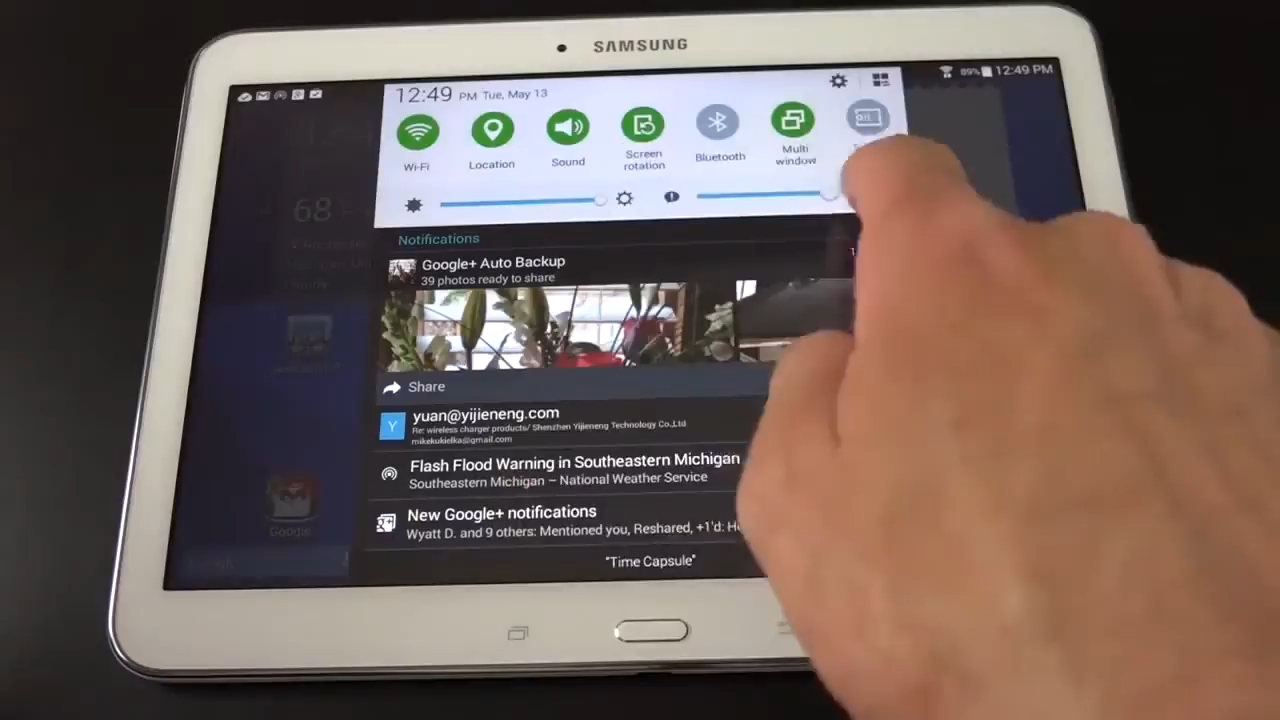 SAMSUNG
89% 12:49 PM
12:49 PM Tue, May 13
Wi-Fi
Location
Sound
Screen
rotation
Bluetooth
Multi
window
Notifications
Google+ Auto Backup
39 photos ready to share
Share
Y
yuan@yijieneng.com
Re: wireless charger products/ Shenzhen Yijieneng Technology Co.,Ltd
mikekukielka@gmail.com
Flash Flood Warning in Southeastern Michigan
Southeastern Michigan – National Weather Service
New Google+ notifications
Wyatt D. and 9 others: Mentioned you, Reshared, +1'd:
"Time Capsule"
68
Google